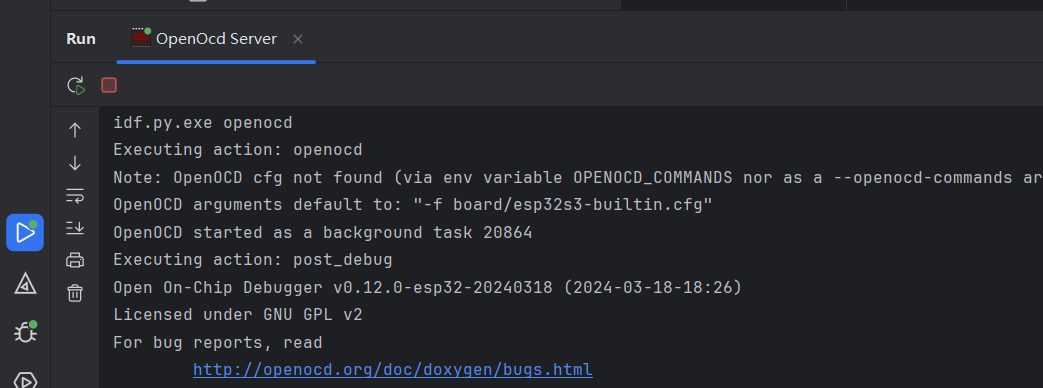 Run
OpenOcd Server
idf.py.exe openocd
Executing action: openocd
Note: OpenOCD cfg not found (via env variable OPENOCD_COMMANDS nor as a --openocd-commands ar
OpenOCD arguments default to: "-f board/esp32s3-builtin.cfg"
OpenOCD started as a background task 20864
Executing action: post_debug
Open On-Chip Debugger v0.12.0-esp32-20240318 (2024-03-18-18:26)
Licensed under GNU GPL v2
For bug reports, read
http://openocd.org/doc/doxygen/bugs.html